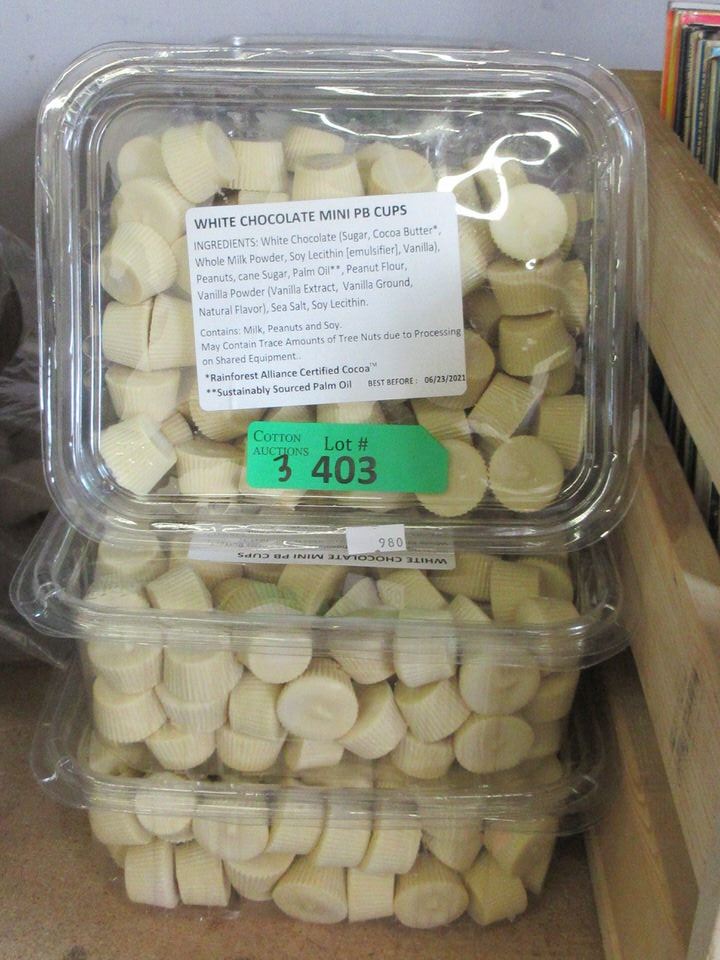 WHITE CHOCOLATE MINI PB CUPS
INGREDIENTS: White Chocolate (Sugar, Cocoa Butter*,
Whole Milk Powder, Soy Lecithin [emulsifier], Vanilla),
Peanuts, cane Sugar, Palm Oil**, Peanut Flour,
Vanilla Powder (Vanilla Extract, Vanilla Ground,
Natural Flavor), Sea Salt, Soy Lecithin.
Contains: Milk, Peanuts and Soy.
May Contain Trace Amounts of Tree Nuts due to Processing
on Shared Equipment..
*Rainforest Alliance Certified Cocoa™
**Sustainably Sourced Palm Oil BEST BEFORE : 06/23/2021
COTTON
AUCTIONS
Lot #
3 403
980
WHITE CHOCOLATE MINI PB CUPS